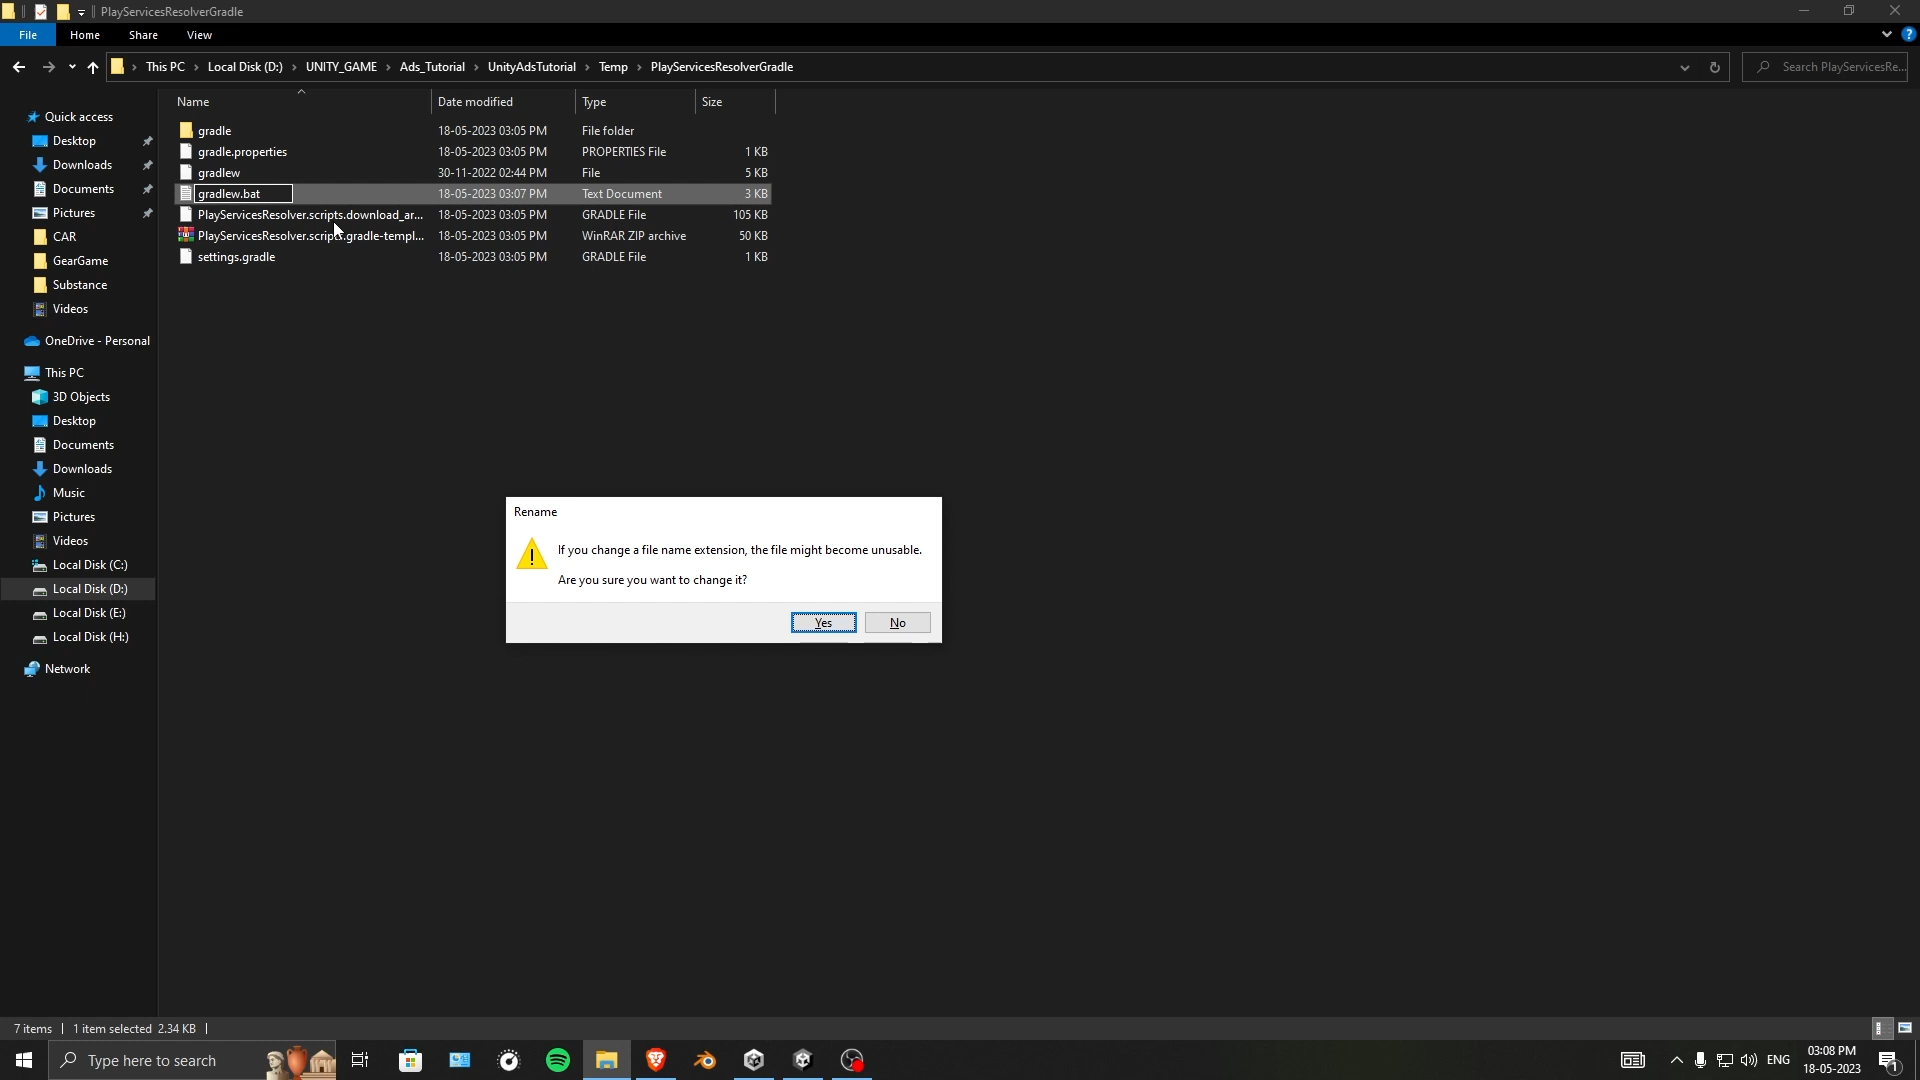 PlayServicesResolverGradle
File Home Share View
This PC Local Disk (D:) UNITY_GAME Ads_Tutorial UnityAdsTutorial Temp PlayServicesResolverGradle
Search PlayServicesRe...
Name Date modified Type Size
gradle 18-05-2023 03:05 PM File folder
gradle.properties 18-05-2023 03:05 PM PROPERTIES File 1 KB
gradlew 30-11-2022 02:44 PM File 5 KB
gradlew.bat 18-05-2023 03:07 PM Text Document 3 KB
PlayServicesResolver.scripts.download_ar... 18-05-2023 03:05 PM GRADLE File 105 KB
PlayServicesResolver.scripts.gradle-templ... 18-05-2023 03:05 PM WinRAR ZIP archive 50 KB
settings.gradle 18-05-2023 03:05 PM GRADLE File 1 KB
Quick access
Desktop
Downloads
Documents
Pictures
CAR
GearGame
Substance
Videos
OneDrive - Personal
This PC
3D Objects
Desktop
Documents
Downloads
Music
Pictures
Videos
Local Disk (C:)
Local Disk (D:)
Local Disk (E:)
Local Disk (H:)
Network
Rename
If you change a file name extension, the file might become unusable.
Are you sure you want to change it?
Yes No
7 items 1 item selected 2.34 KB
Type here to search
ENG
03:08 PM
18-05-2023
1